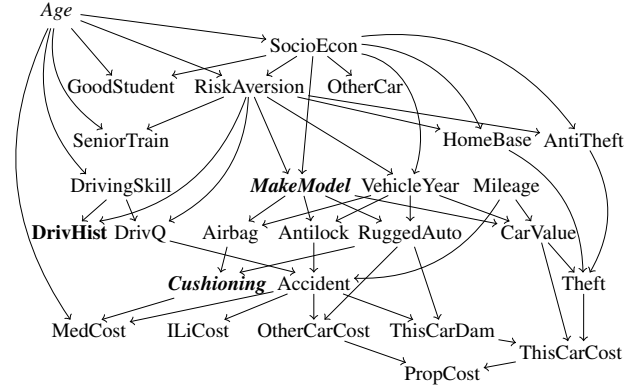 Age
SocioEcon
GoodStudent RiskAversion OtherCar
SeniorTrain HomeBase AntiTheft
DrivingSkill MakeModel VehicleYear Mileage
DrivHist DrivQ Airbag Antilock RuggedAuto CarValue
Cushioning Accident Theft
MedCost ILiCost OtherCarCost ThisCarDam
ThisCarCost
PropCost